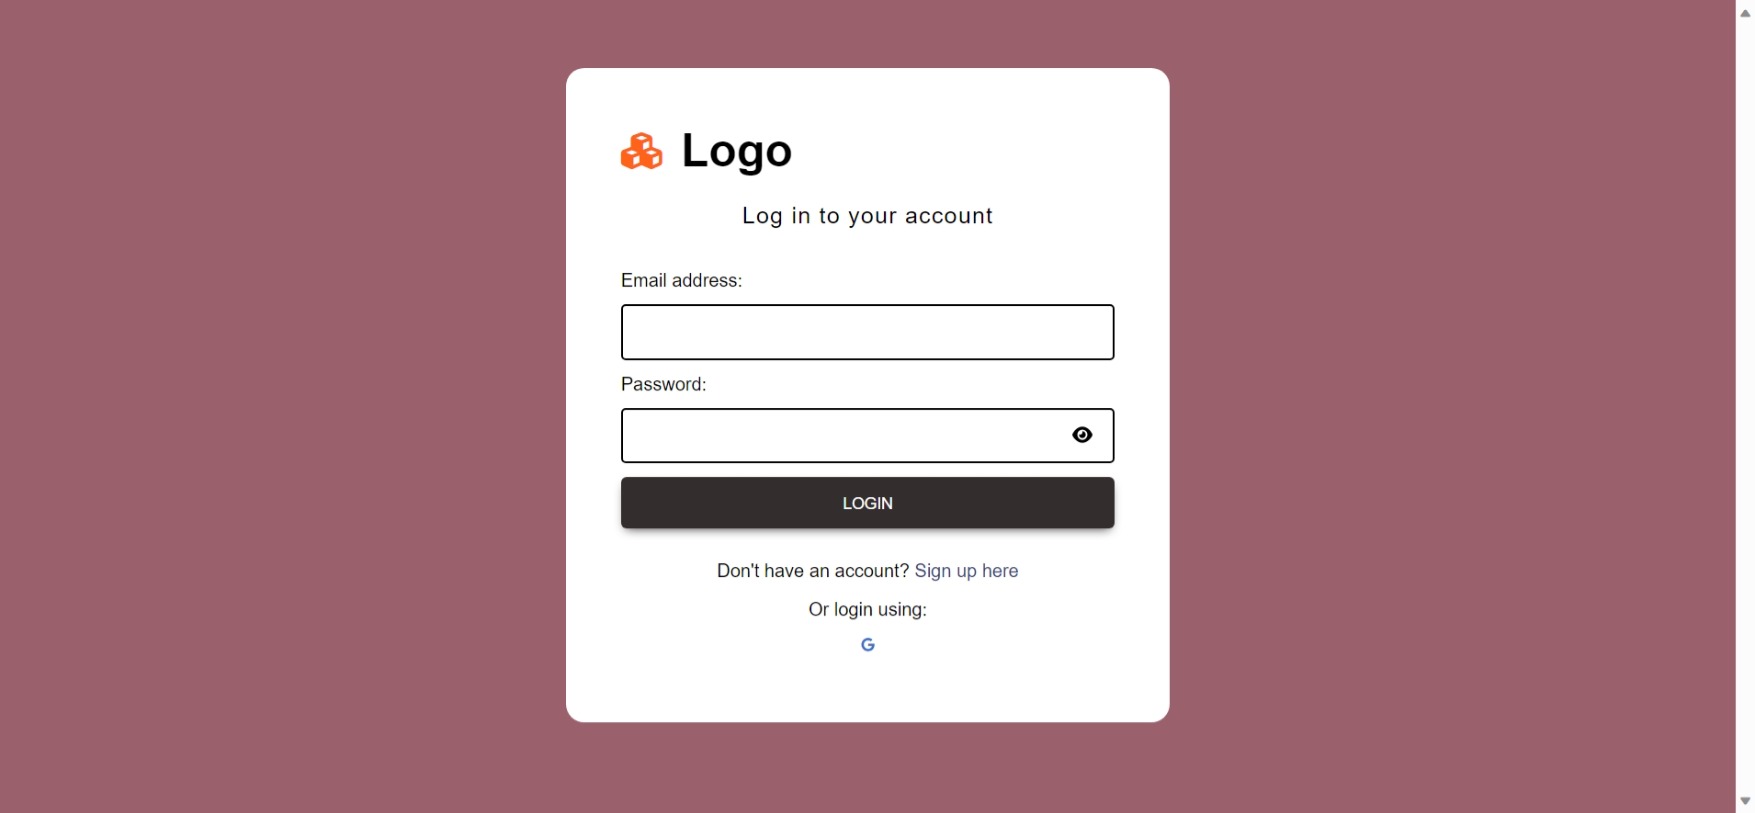 Logo
Log in to your account
Email address:
Password:
LOGIN
Don't have an account? Sign up here
Or login using:
G